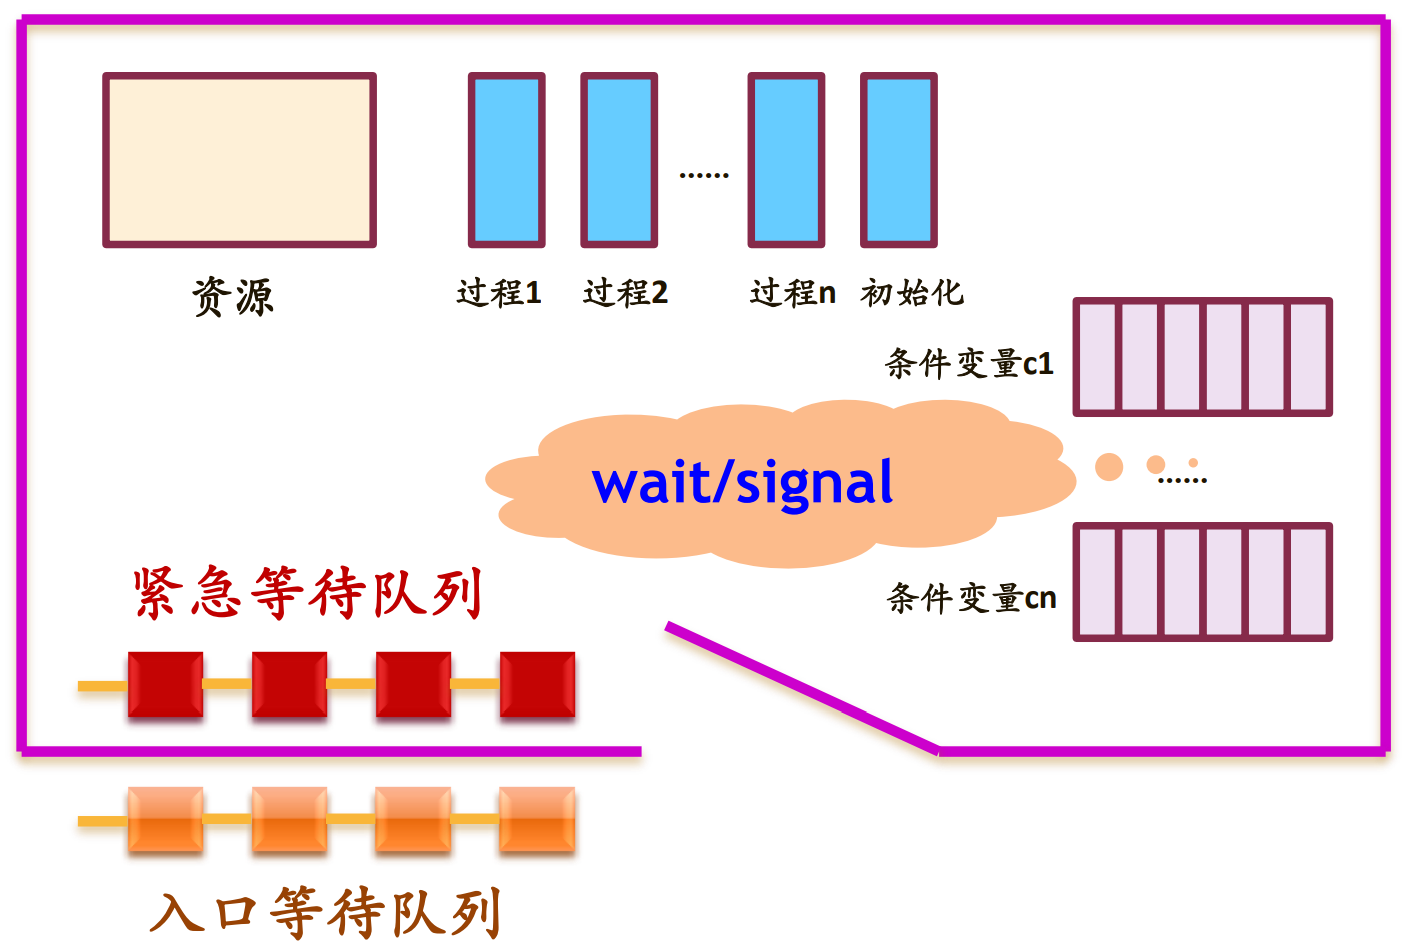 ......
资源
过程1
过程2
过程n
初始化
条件变量c1
wait/signal
......
紧急等待队列
条件变量cn
入口等待队列